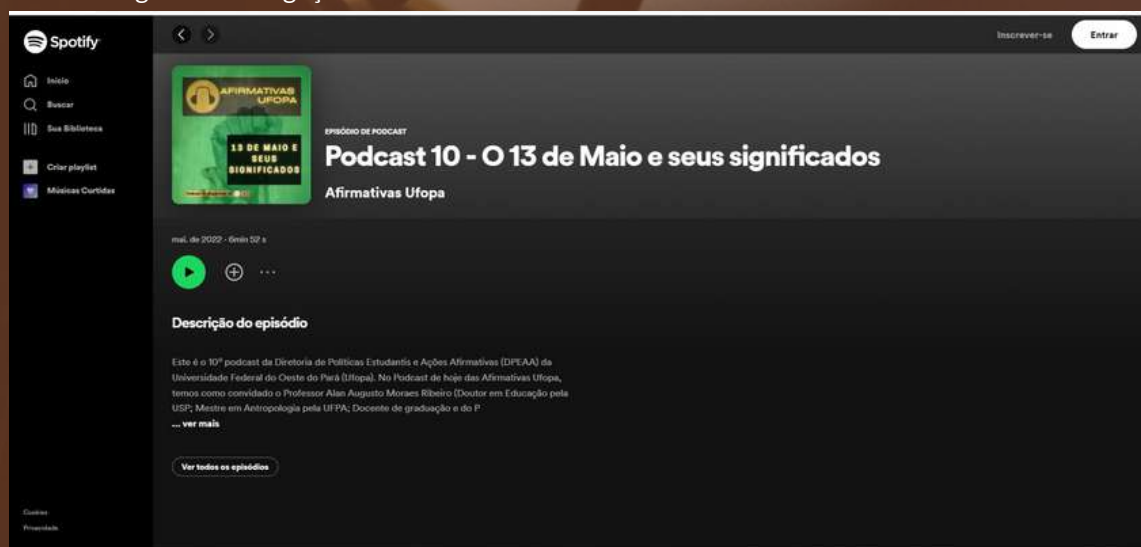 Spotify
Inscrever-se
Entrar
Início
Buscar
Sua Biblioteca
Criar playlist
Músicas Curtidas
AFIRMATIVAS
UFOPA
13 DE MAIO E
SEUS
SIGNIFICADOS
EPISÓDIO DE PODCAST
Podcast 10 - O 13 de Maio e seus significados
Afirmativas Ufopa
mai. de 2022 · 6min 52 s
Descrição do episódio
Este é o 10º podcast da Diretoria de Políticas Estudantis e Ações Afirmativas (DPEAA) da
Universidade Federal do Oeste do Pará (Ufopa). No Podcast de hoje das Afirmativas Ufopa,
temos como convidado o Professor Alan Augusto Moraes Ribeiro (Doutor em Educação pela
USP; Mestre em Antropologia pela UFPA; Docente de graduação e do P
... ver mais
Ver todos os episódios
Cookies
Privacidade